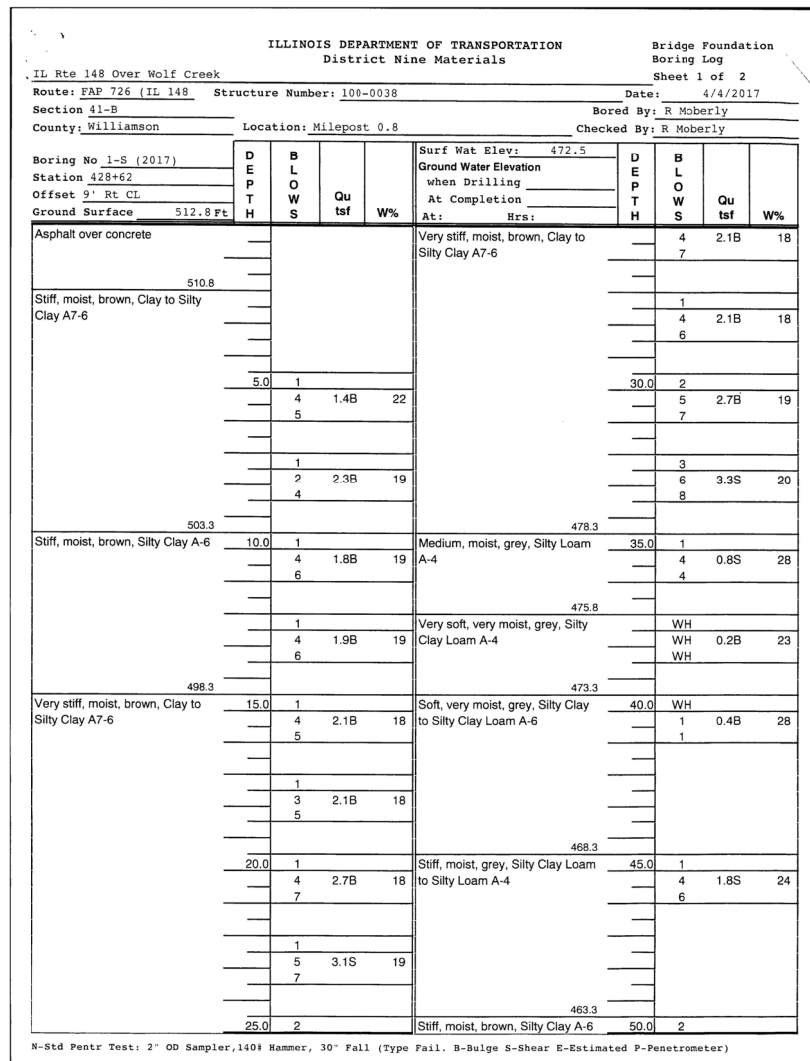 ILLINOIS DEPARTMENT OF TRANSPORTATION
District Nine Materials
Bridge Foundation
Boring Log
IL Rte 148 Over Wolf Creek
Sheet 1 of 2
Route: FAP 726 (IL 148 Structure Number: 100-0038 Date: 4/4/2017
Section 41-B Bored By: R Moberly
County: Williamson Location: Milepost 0.8 Checked By: R Moberly
Boring No 1-S (2017)
Station 428+62
Offset 9' Rt CL
Ground Surface 512.8 Ft
DEPTH BLOWS Qu tsf W%
Surf Wat Elev: 472.5
Ground Water Elevation
when Drilling
At Completion
At: Hrs:
DEPTH BLOWS Qu tsf W%
Asphalt over concrete
510.8
Stiff, moist, brown, Clay to Silty
Clay A7-6
5.0 1
4 1.4B 22
5
1
2 2.3B 19
4
503.3
Stiff, moist, brown, Silty Clay A-6 10.0 1
4 1.8B 19
6
1
4 1.9B 19
6
498.3
Very stiff, moist, brown, Clay to 15.0 1
Silty Clay A7-6 4 2.1B 18
5
1
3 2.1B 18
5
20.0 1
4 2.7B 18
7
1
5 3.1S 19
7
25.0 2
Very stiff, moist, brown, Clay to 4 2.1B 18
Silty Clay A7-6 7
1
4 2.1B 18
6
30.0 2
5 2.7B 19
7
3
6 3.3S 20
8
478.3
Medium, moist, grey, Silty Loam 35.0 1
A-4 4 0.8S 28
4
475.8
Very soft, very moist, grey, Silty WH
Clay Loam A-4 WH 0.2B 23
WH
473.3
Soft, very moist, grey, Silty Clay 40.0 WH
to Silty Clay Loam A-6 1 0.4B 28
1
468.3
Stiff, moist, grey, Silty Clay Loam 45.0 1
to Silty Loam A-4 4 1.8S 24
6
463.3
Stiff, moist, brown, Silty Clay A-6 50.0 2
N-Std Pentr Test: 2" OD Sampler,140# Hammer, 30" Fall (Type Fail. B-Bulge S-Shear E-Estimated P-Penetrometer)